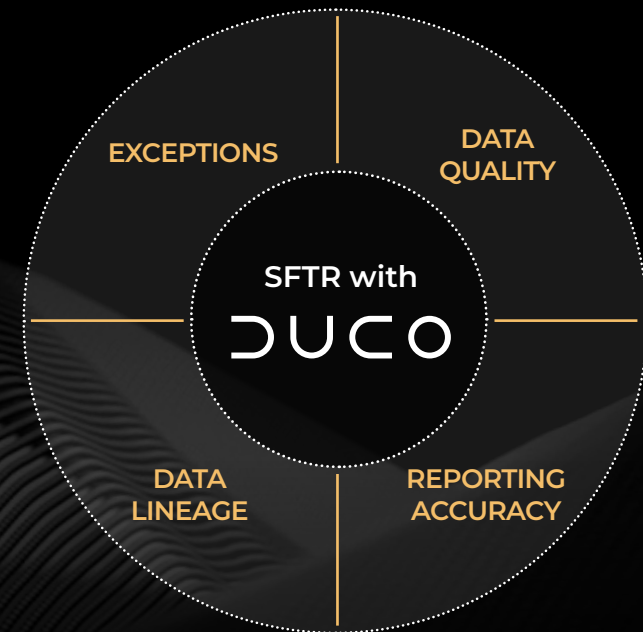 EXCEPTIONS
DATA
QUALITY
SFTR with
DUCO
DATA
LINEAGE
REPORTING
ACCURACY